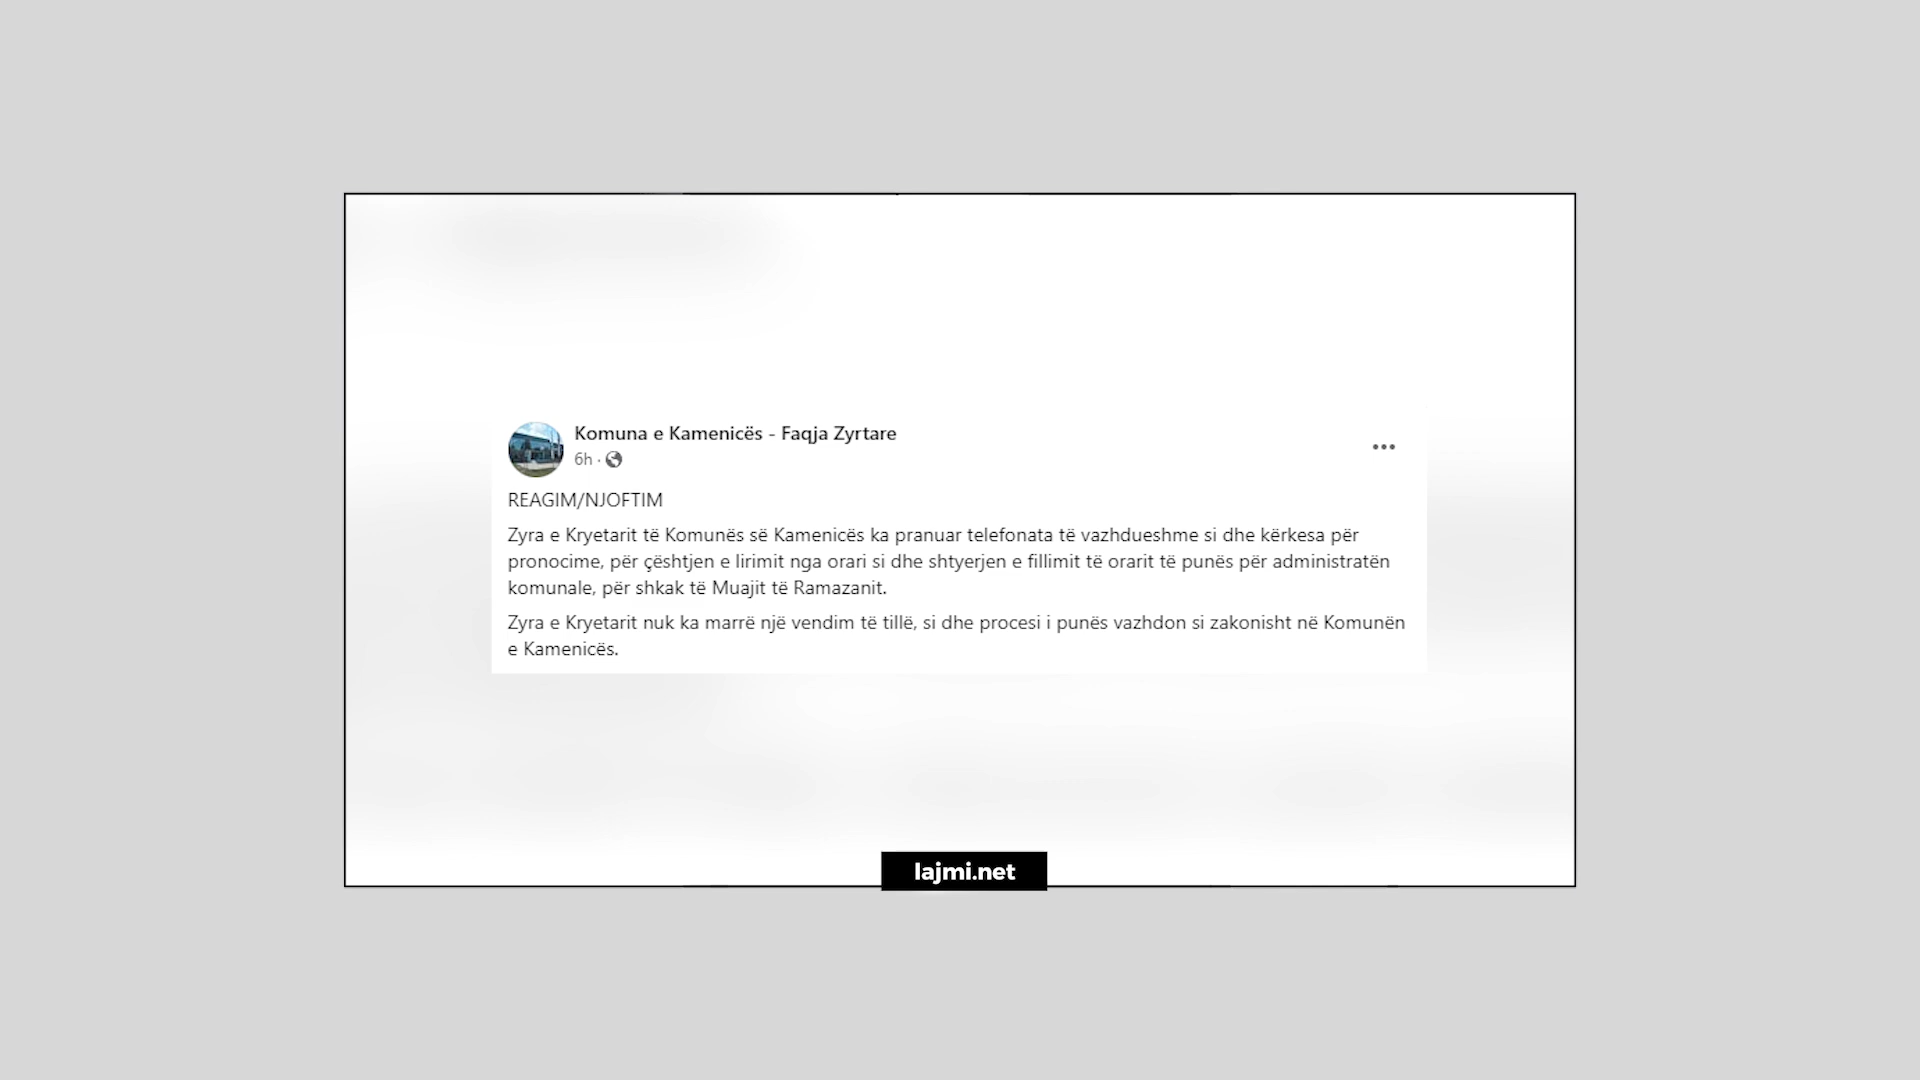 Komuna e Kamenicës - Faqja Zyrtare
6h ·
REAGIM/NJOFTIM
Zyra e Kryetarit të Komunës së Kamenicës ka pranuar telefonata të vazhdueshme si dhe kërkesa për
pronocime, për çështjen e lirimit nga orari si dhe shtyerjen e fillimit të orarit të punës për administratën
komunale, për shkak të Muajit të Ramazanit.
Zyra e Kryetarit nuk ka marrë një vendim të tillë, si dhe procesi i punës vazhdon si zakonisht në Komunën
e Kamenicës.
lajmi.net